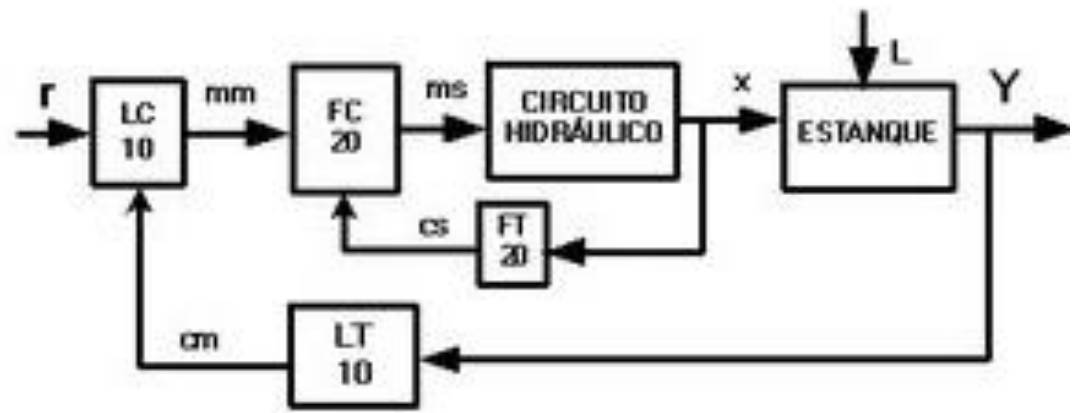 r
LC
10
mm
FC
20
ms
CIRCUITO
HIDRÁULICO
x
L
ESTANQUE
Y
cs
FT
20
cm
LT
10